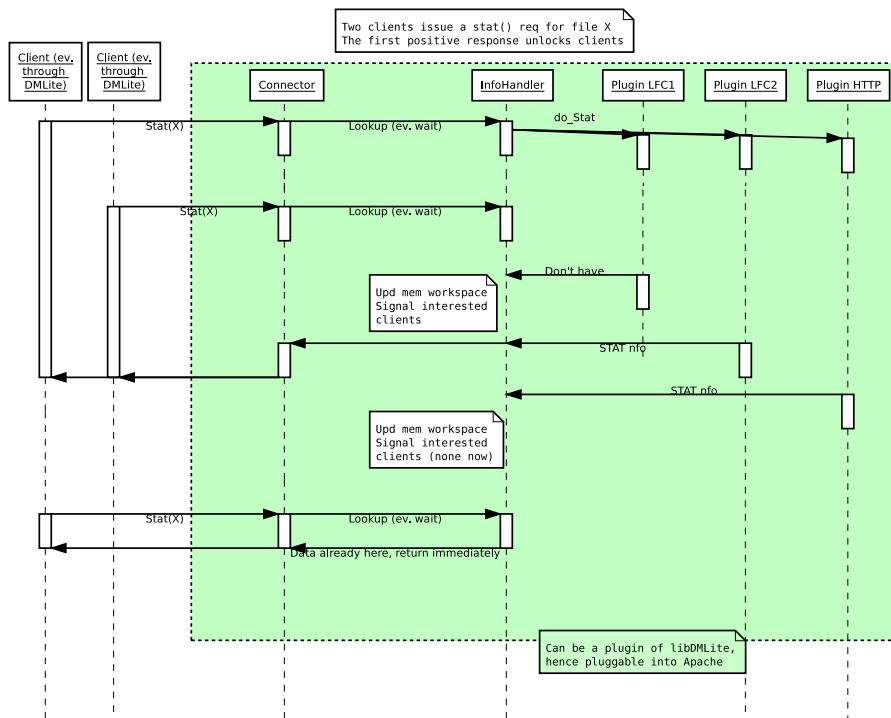 Two clients issue a stat() req for file X
The first positive response unlocks clients
Client (ev.
through
DMLite)
Client (ev.
through
DMLite)
Connector
InfoHandler
Plugin LFC1
Plugin LFC2
Plugin HTTP
do_Stat
Stat(X)
Lookup (ev. wait)
Stat(X)
Lookup (ev. wait)
Don't have
Upd mem workspace
Signal interested
clients
STAT nfo
STAT nfo
Upd mem workspace
Signal interested
clients (none now)
Stat(X)
Lookup (ev. wait)
Data already here, return immediately
Can be a plugin of libDMLite,
hence pluggable into Apache